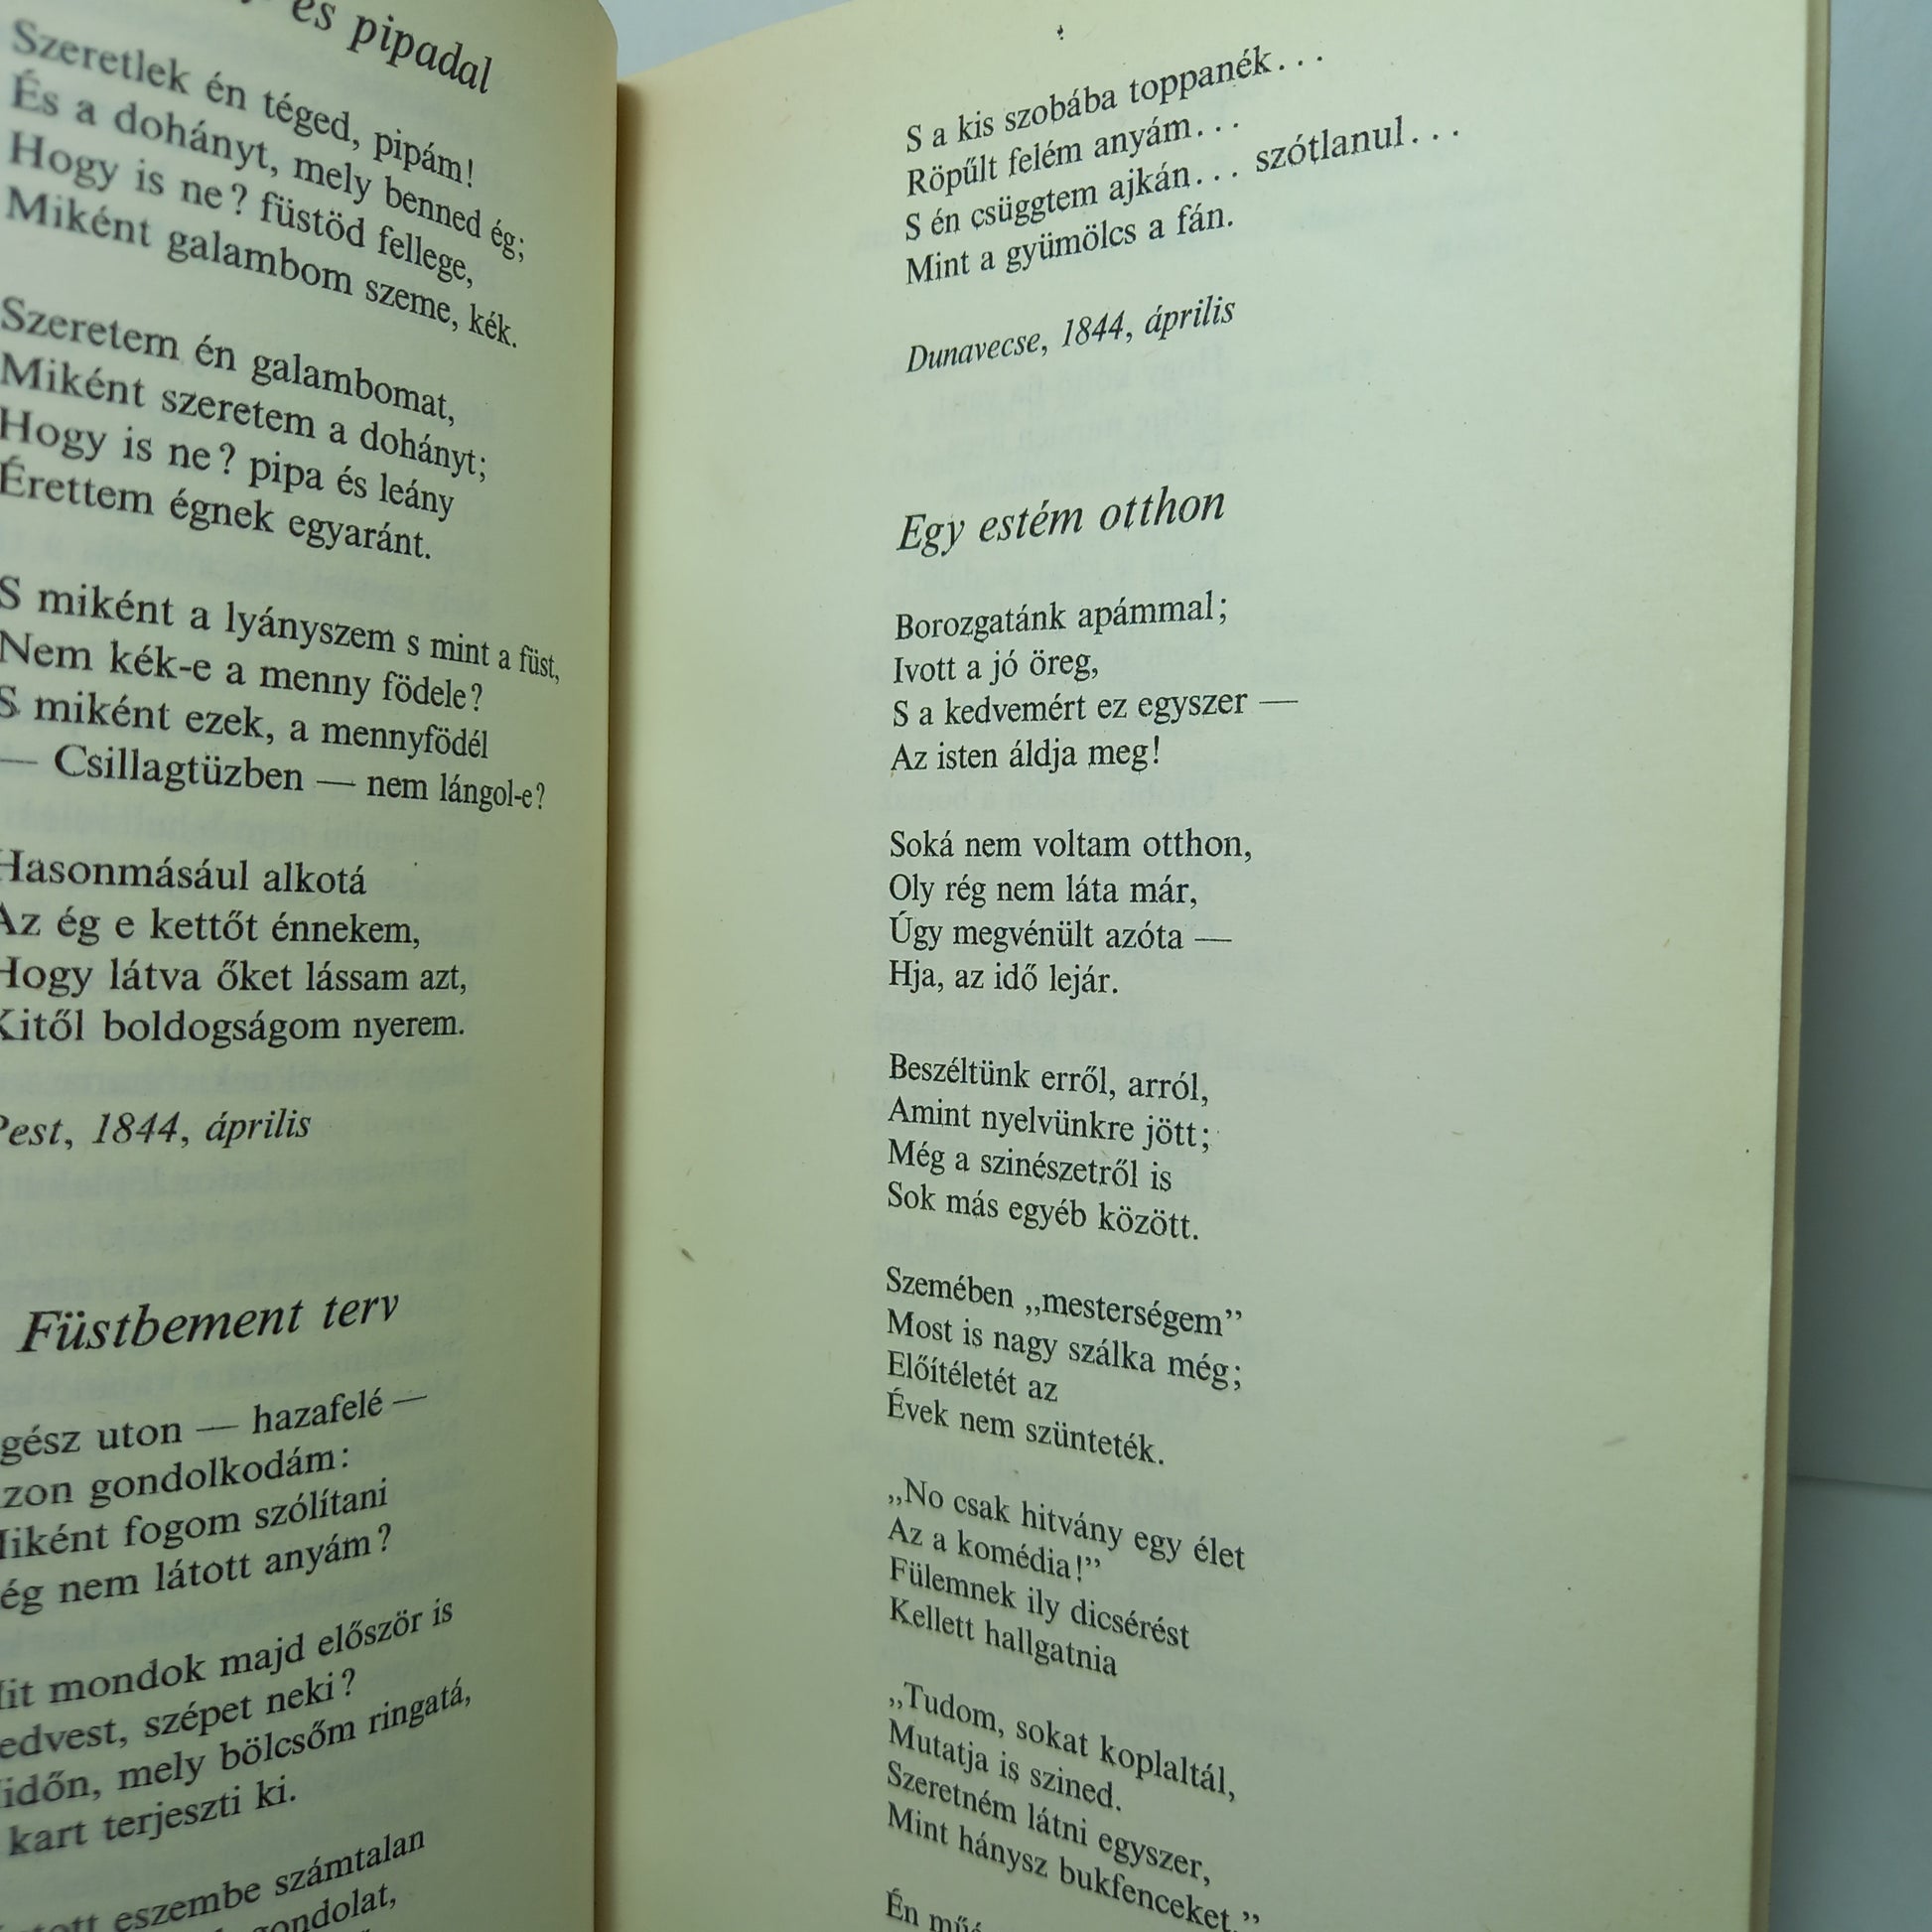 és pipadal
Szeretlek én téged, pipám!
És a dohányt, mely benned ég;
Hogy is ne? füstöd fellege,
Miként galambom szeme, kék.
Szeretem én galambomat,
Miként szeretem a dohányt;
Hogy is ne? pipa és leány
Érettem égnek egyaránt.
S miként a lyányszem s mint a füst,
Nem kék-e a menny födele?
S miként ezek, a mennyfödél
— Csillagtüzben — nem lángol-e?
Hasonmásául alkotá
Az ég e kettőt énnekem,
Hogy látva őket lássam azt,
Kitől boldogságom nyerem.
Pest, 1844, április
Füstbement terv
gész uton — hazafelé —
zon gondolkodám:
iként fogom szólítani
ég nem látott anyám?
it mondok majd először is
edvest, szépet neki?
időn, mely bölcsőm ringatá,
kart terjeszti ki.
eszembe számtalan
gondolat,
S a kis szobába toppanék...
Röpűlt felém anyám...
S én csüggtem ajkán... szótlanul...
Mint a gyümölcs a fán.
Dunavecse, 1844, április
Egy estém otthon
Borozgatánk apámmal;
Ivott a jó öreg,
S a kedvemért ez egyszer —
Az isten áldja meg!
Soká nem voltam otthon,
Oly rég nem láta már,
Úgy megvénült azóta —
Hja, az idő lejár.
Beszéltünk erről, arról,
Amint nyelvünkre jött;
Még a szinészetről is
Sok más egyéb között.
Szemében „mesterségem”
Most is nagy szálka még;
Előítéletét az
Évek nem szünteték.
„No csak hitvány egy élet
Az a komédia!”
Fülemnek ily dicsérést
Kellett hallgatnia
„Tudom, sokat koplaltál,
Mutatja is szined.
Szeretném látni egyszer,
Mint hánysz bukfenceket.”
Én